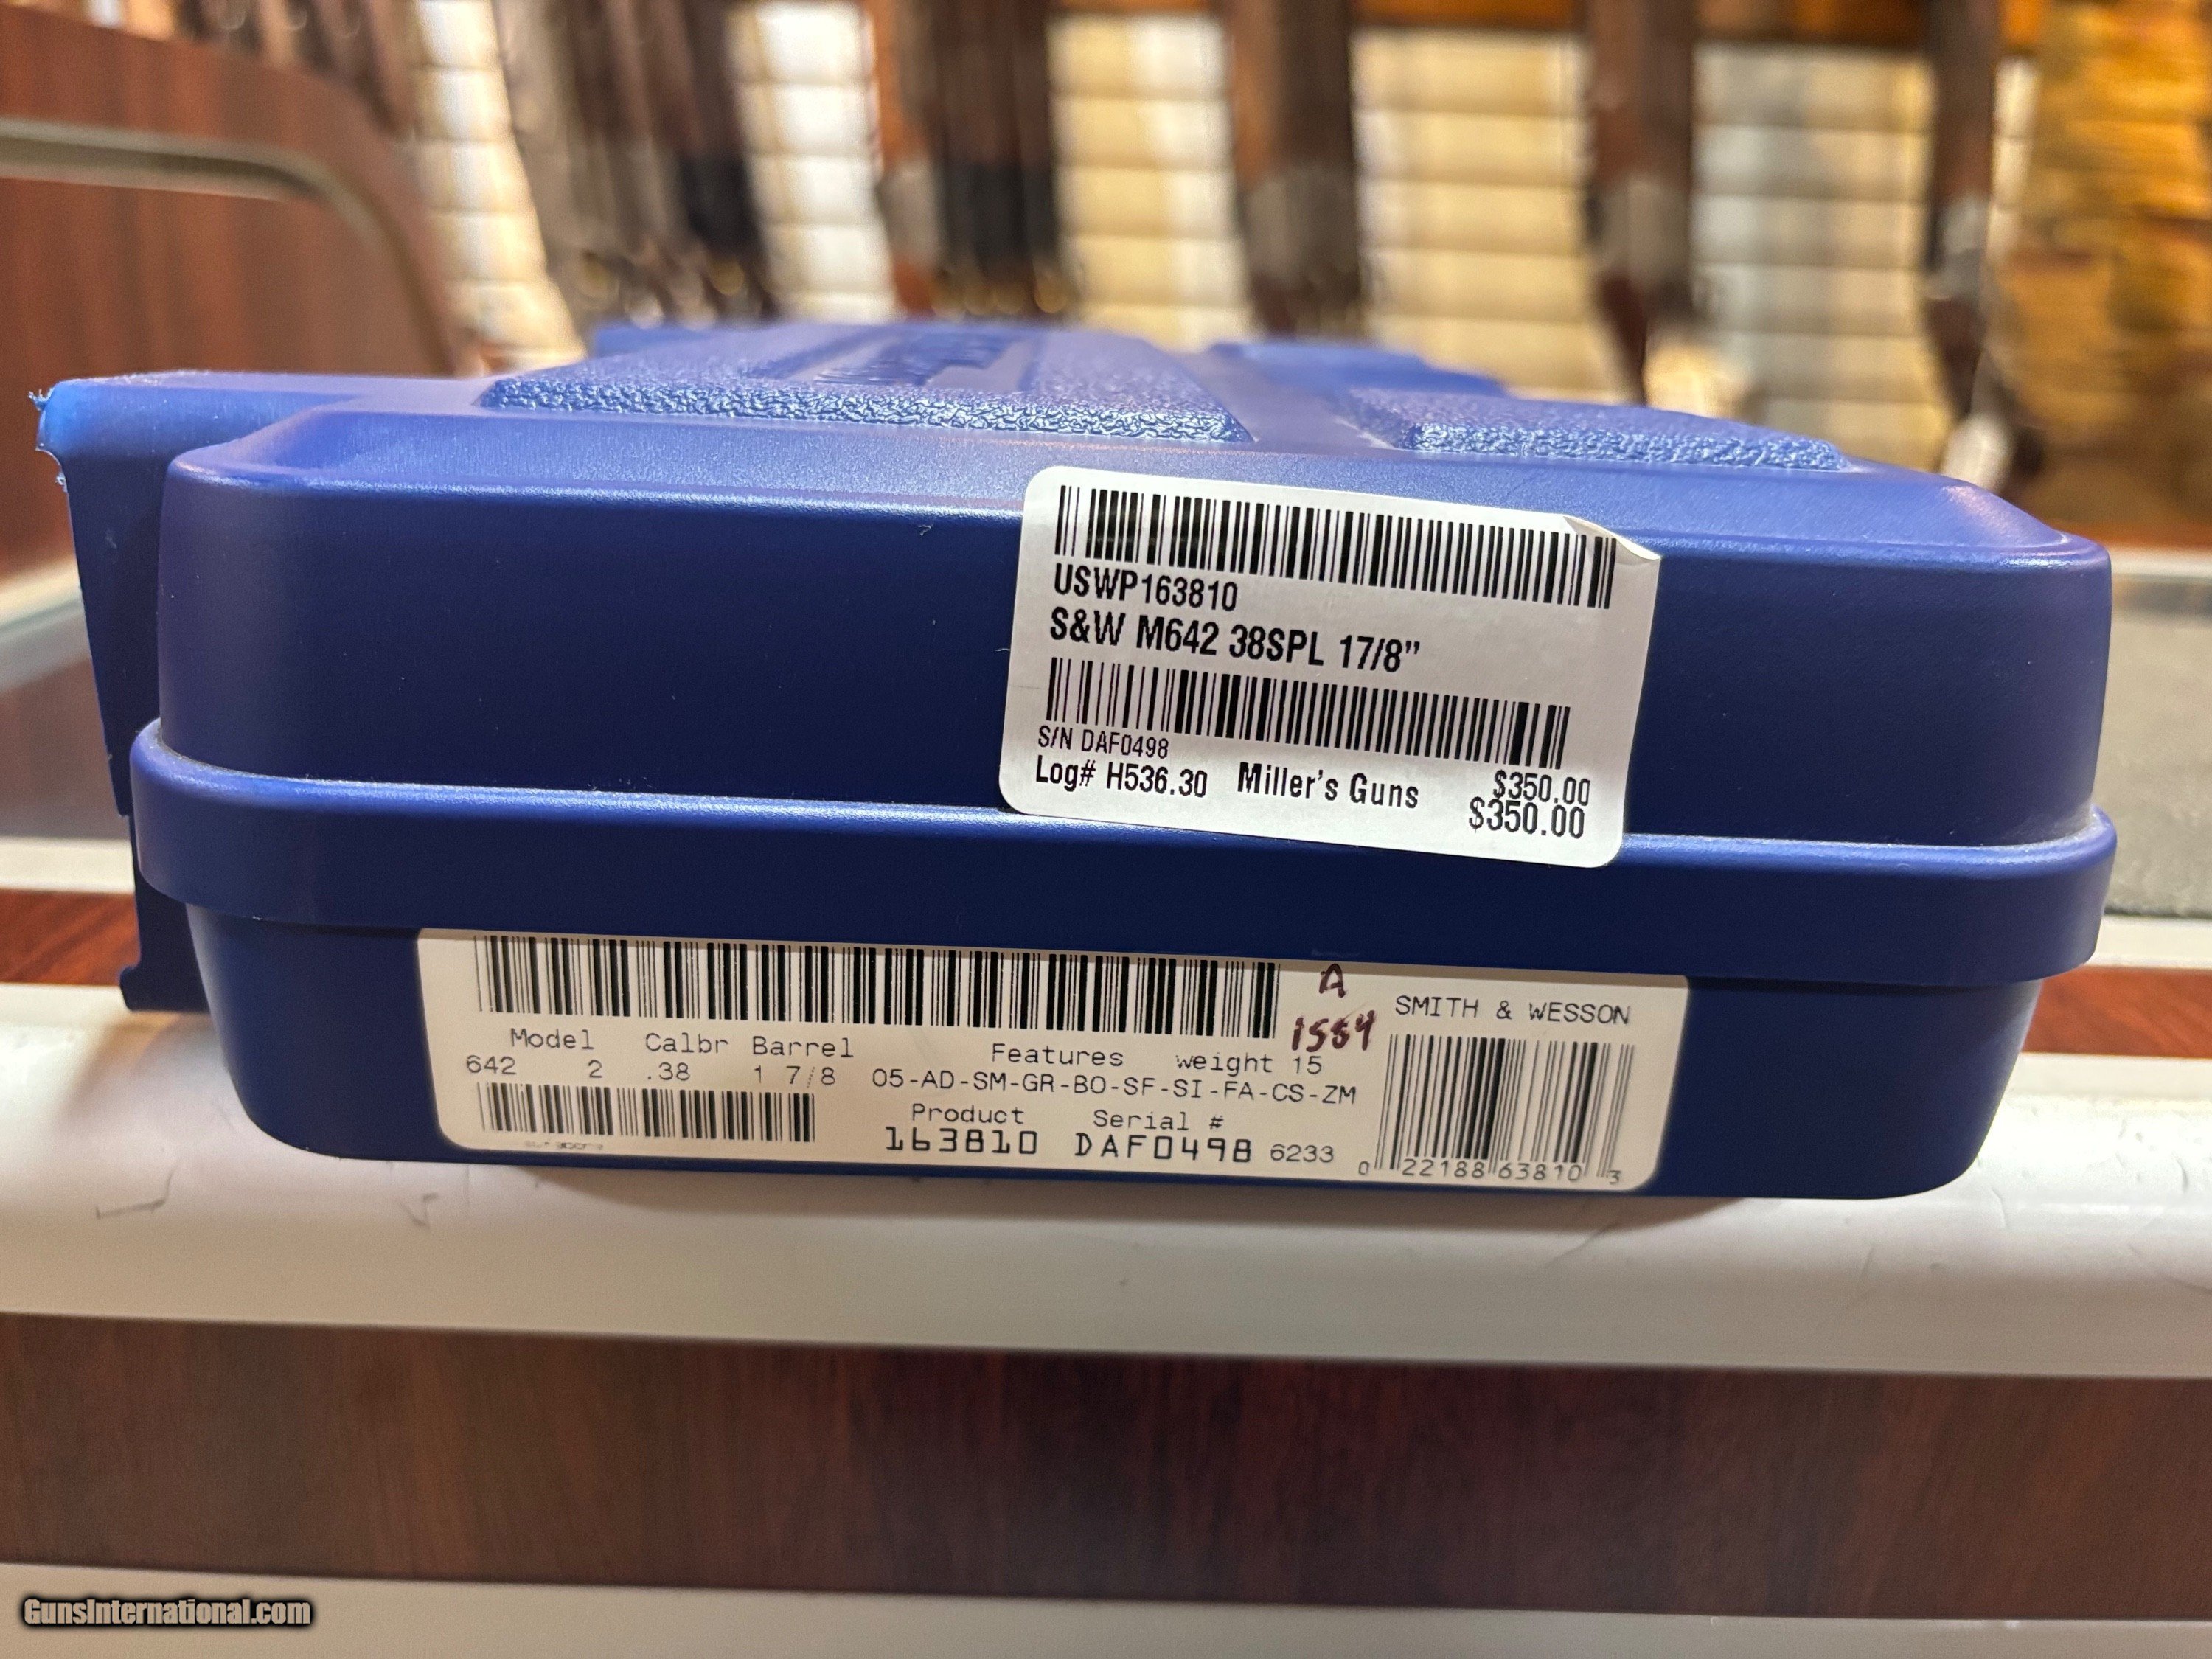 USWP163810
S&W M642 38SPL 17/8”
S/N DAF0498
Log# H536.30 Miller's Guns $350.00
$350.00
A
1554
SMITH & WESSON
Model Calbr Barrel Features weight 15
642 2 .38 1 7/8 05-AD-SM-GR-BO-SF-SI-FA-CS-ZM
Product Serial #
163810 DAF0498 6233
0 22188 63810 3
GunsInternational.com